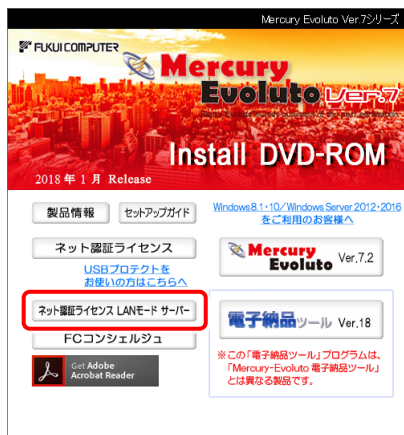 Mercury Evoluto Ver.7シリーズ
FUKUI COMPUTER
Mercury
Evoluto Ver.7
Install DVD-ROM
2018 年 1 月 Release
製品情報
セットアップガイド
Windows8.1・10/Windows Server 2012・2016
をご利用のお客様へ
ネット認証ライセンス
USBプロテクトを
お使いの方はこちらへ
Mercury
Evoluto Ver.7.2
ネット認証ライセンス LANモード サーバー
電子納品ツール Ver.18
FCコンシェルジュ
Get Adobe
Acrobat Reader
※この「電子納品ツール」プログラムは、
「Mercury-Evoluto 電子納品ツール」
とは異なる製品です。